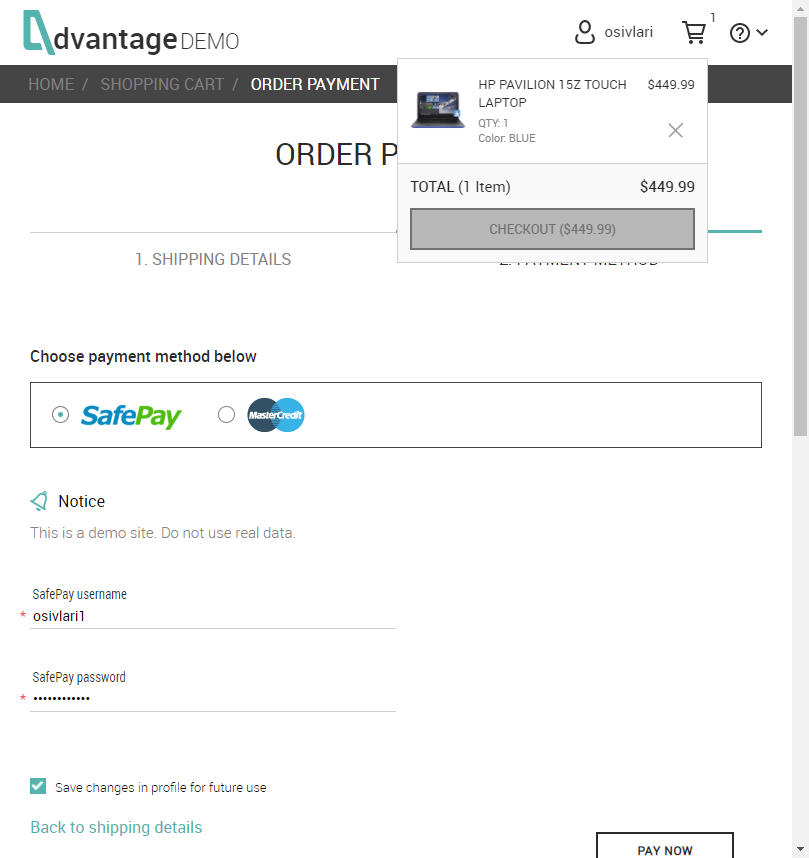 dvantage DEMO
osivlari
1
?
HOME / SHOPPING CART / ORDER PAYMENT
HP PAVILION 15Z TOUCH LAPTOP $449.99
QTY: 1
Color: BLUE
TOTAL (1 Item) $449.99
CHECKOUT ($449.99)
ORDER P
1. SHIPPING DETAILS
2. PAYMENT METHOD
Choose payment method below
SafePay
MasterCredit
Notice
This is a demo site. Do not use real data.
SafePay username
* osivlari1
SafePay password
* ••••••••••••
Save changes in profile for future use
Back to shipping details
PAY NOW